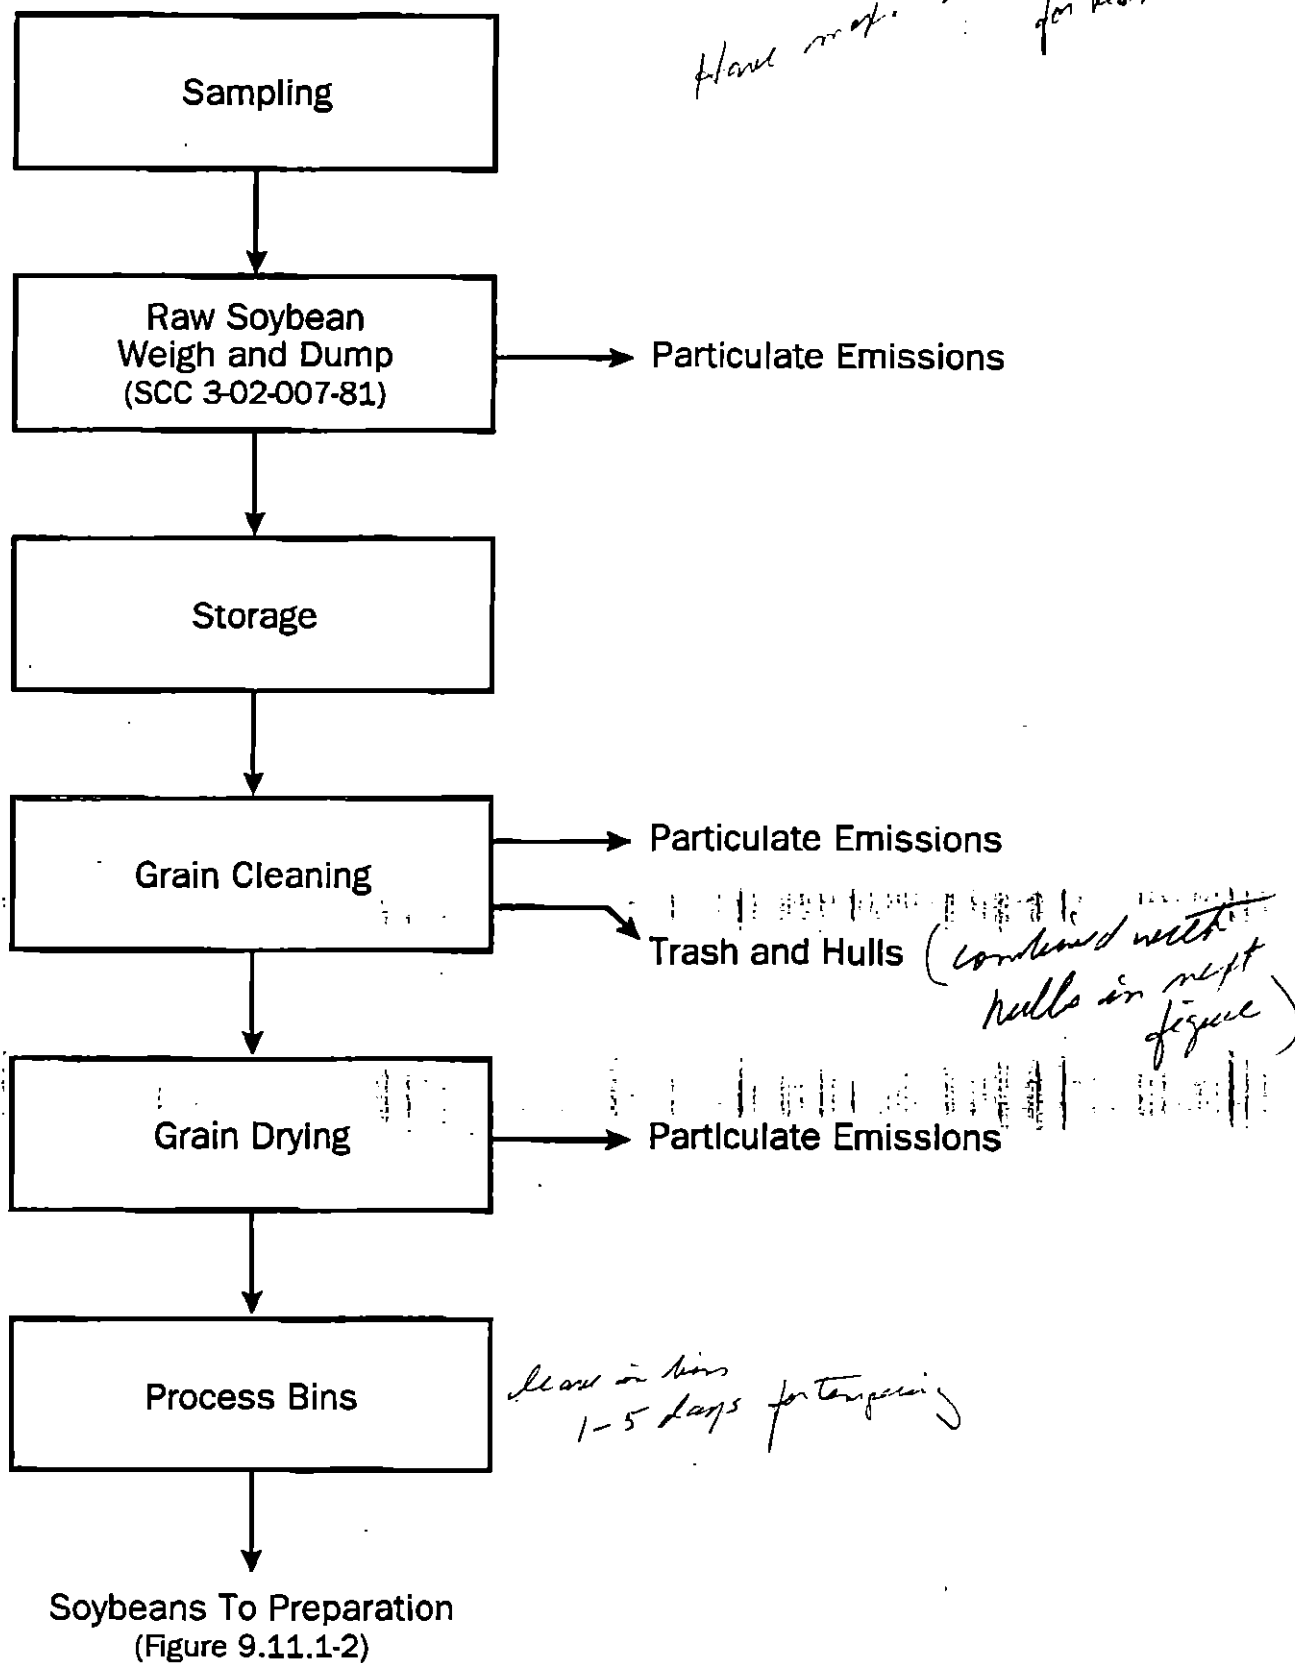 Have
for
Sampling
Raw Soybean
Weigh and Dump
(SCC 3-02-007-81)
Particulate Emissions
Storage
Grain Cleaning
Particulate Emissions
Trash and Hulls (combined with
hulls in next
figure)
Grain Drying
Particulate Emissions
Process Bins
leave in bins
1-5 days for tempering
Soybeans To Preparation
(Figure 9.11.1-2)